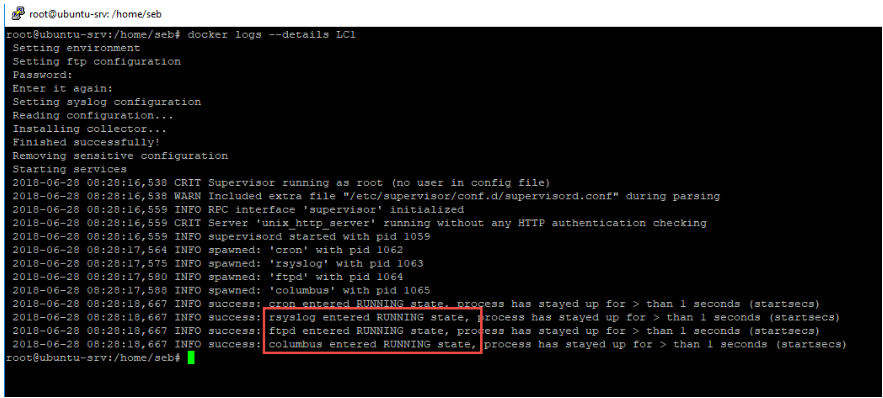 root@ubuntu-srv: /home/seb
root@ubuntu-srv:/home/seb# docker logs --details LC1
Setting environment
Setting ftp configuration
Password:
Enter it again:
Setting syslog configuration
Reading configuration...
Installing collector...
Finished successfully!
Removing sensitive configuration
Starting services
2018-06-28 08:28:16,538 CRIT Supervisor running as root (no user in config file)
2018-06-28 08:28:16,538 WARN Included extra file "/etc/supervisor/conf.d/supervisord.conf" during parsing
2018-06-28 08:28:16,559 INFO RPC interface 'supervisor' initialized
2018-06-28 08:28:16,559 CRIT Server 'unix_http_server' running without any HTTP authentication checking
2018-06-28 08:28:16,559 INFO supervisord started with pid 1059
2018-06-28 08:28:17,564 INFO spawned: 'cron' with pid 1062
2018-06-28 08:28:17,575 INFO spawned: 'rsyslog' with pid 1063
2018-06-28 08:28:17,580 INFO spawned: 'ftpd' with pid 1064
2018-06-28 08:28:17,588 INFO spawned: 'columbus' with pid 1065
2018-06-28 08:28:18,667 INFO success: cron entered RUNNING state, process has stayed up for > than 1 seconds (startsecs)
2018-06-28 08:28:18,667 INFO success: rsyslog entered RUNNING state, process has stayed up for > than 1 seconds (startsecs)
2018-06-28 08:28:18,667 INFO success: ftpd entered RUNNING state, process has stayed up for > than 1 seconds (startsecs)
2018-06-28 08:28:18,667 INFO success: columbus entered RUNNING state, process has stayed up for > than 1 seconds (startsecs)
root@ubuntu-srv:/home/seb#